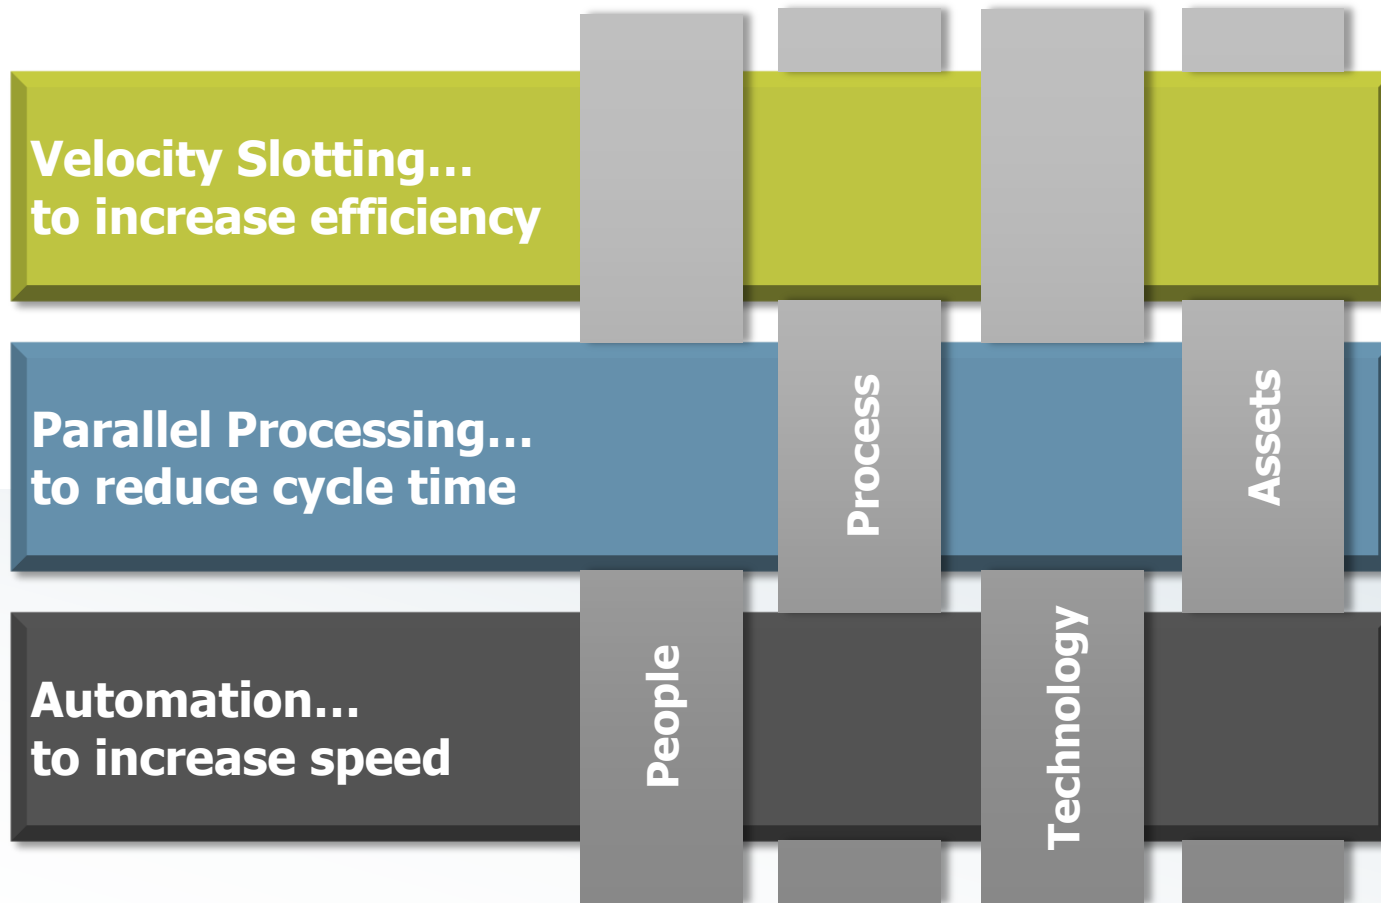 Velocity Slotting...
to increase efficiency
Parallel Processing...
to reduce cycle time
Automation...
to increase speed
People
Process
Technology
Assets